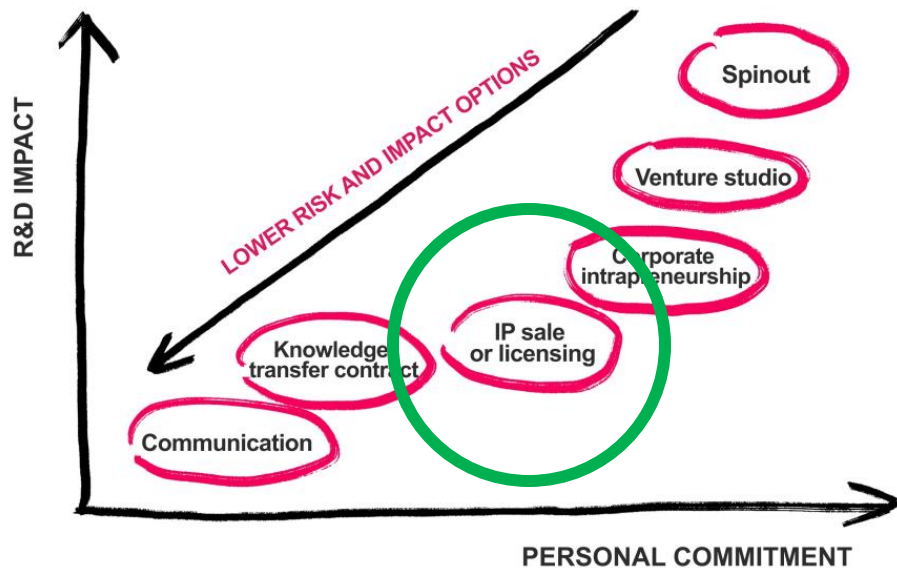 R&D IMPACT
LOWER RISK AND IMPACT OPTIONS
Spinout
Venture studio
Corporate
intrapreneurship
IP sale
or licensing
Knowledge
transfer contract
Communication
PERSONAL COMMITMENT